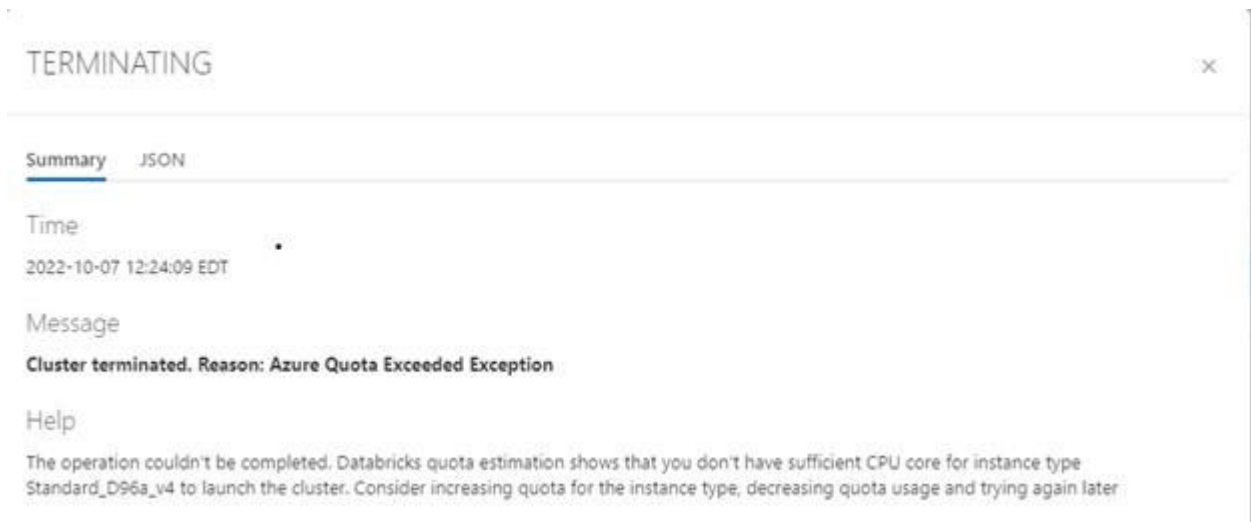 TERMINATING
×
Summary JSON
Time
2022-10-07 12:24:09 EDT
Message
Cluster terminated. Reason: Azure Quota Exceeded Exception
Help
The operation couldn't be completed. Databricks quota estimation shows that you don't have sufficient CPU core for instance type
Standard_D96a_v4 to launch the cluster. Consider increasing quota for the instance type, decreasing quota usage and trying again later